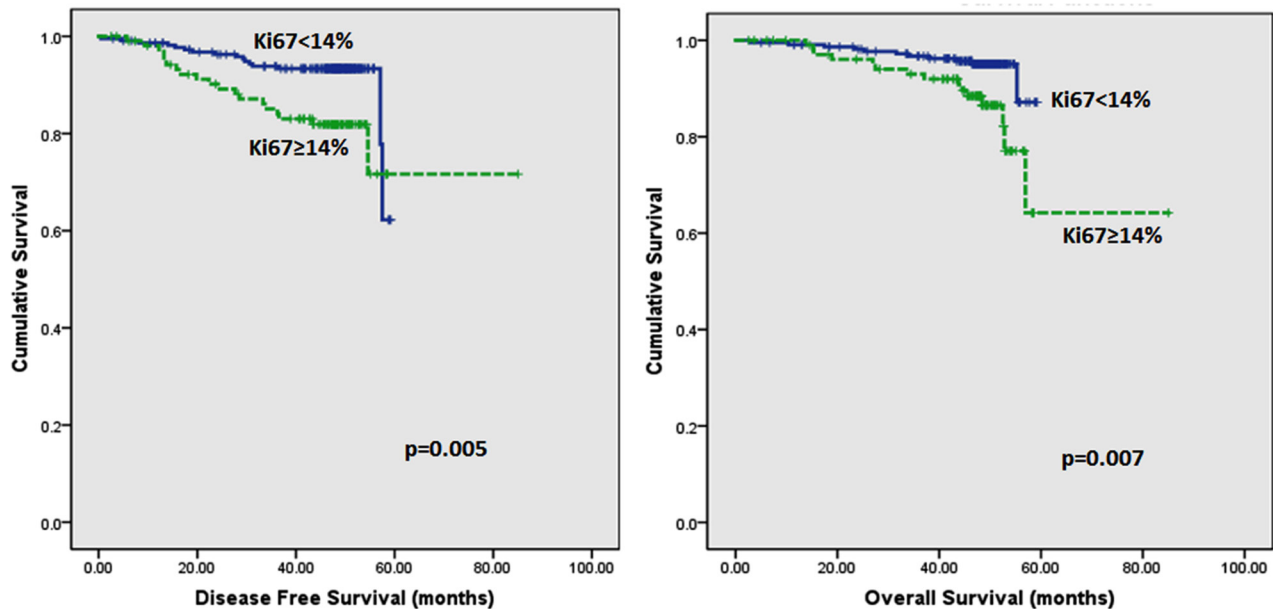 1.0
0.8
0.6
0.4
0.2
0.0
Cumulative Survival
Ki67<14%
Ki67≥14%
p=0.005
0.00 20.00 40.00 60.00 80.00 100.00
Disease Free Survival (months)
1.0
0.8
0.6
0.4
0.2
0.0
Cumulative Survival
Ki67<14%
Ki67≥14%
p=0.007
0.00 20.00 40.00 60.00 80.00 100.00
Overall Survival (months)